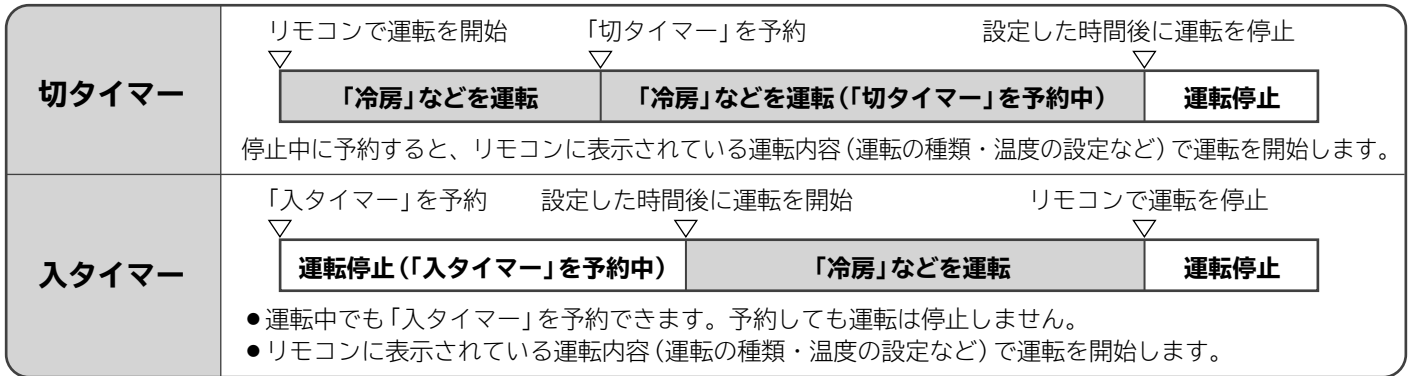 切タイマー
リモコンで運転を開始 「切タイマー」を予約 設定した時間後に運転を停止
「冷房」などを運転 「冷房」などを運転(「切タイマー」を予約中) 運転停止
停止中に予約すると、リモコンに表示されている運転内容(運転の種類・温度の設定など)で運転を開始します。
入タイマー
「入タイマー」を予約 設定した時間後に運転を開始 リモコンで運転を停止
運転停止(「入タイマー」を予約中) 「冷房」などを運転 運転停止
●運転中でも「入タイマー」を予約できます。予約しても運転は停止しません。
●リモコンに表示されている運転内容(運転の種類・温度の設定など)で運転を開始します。